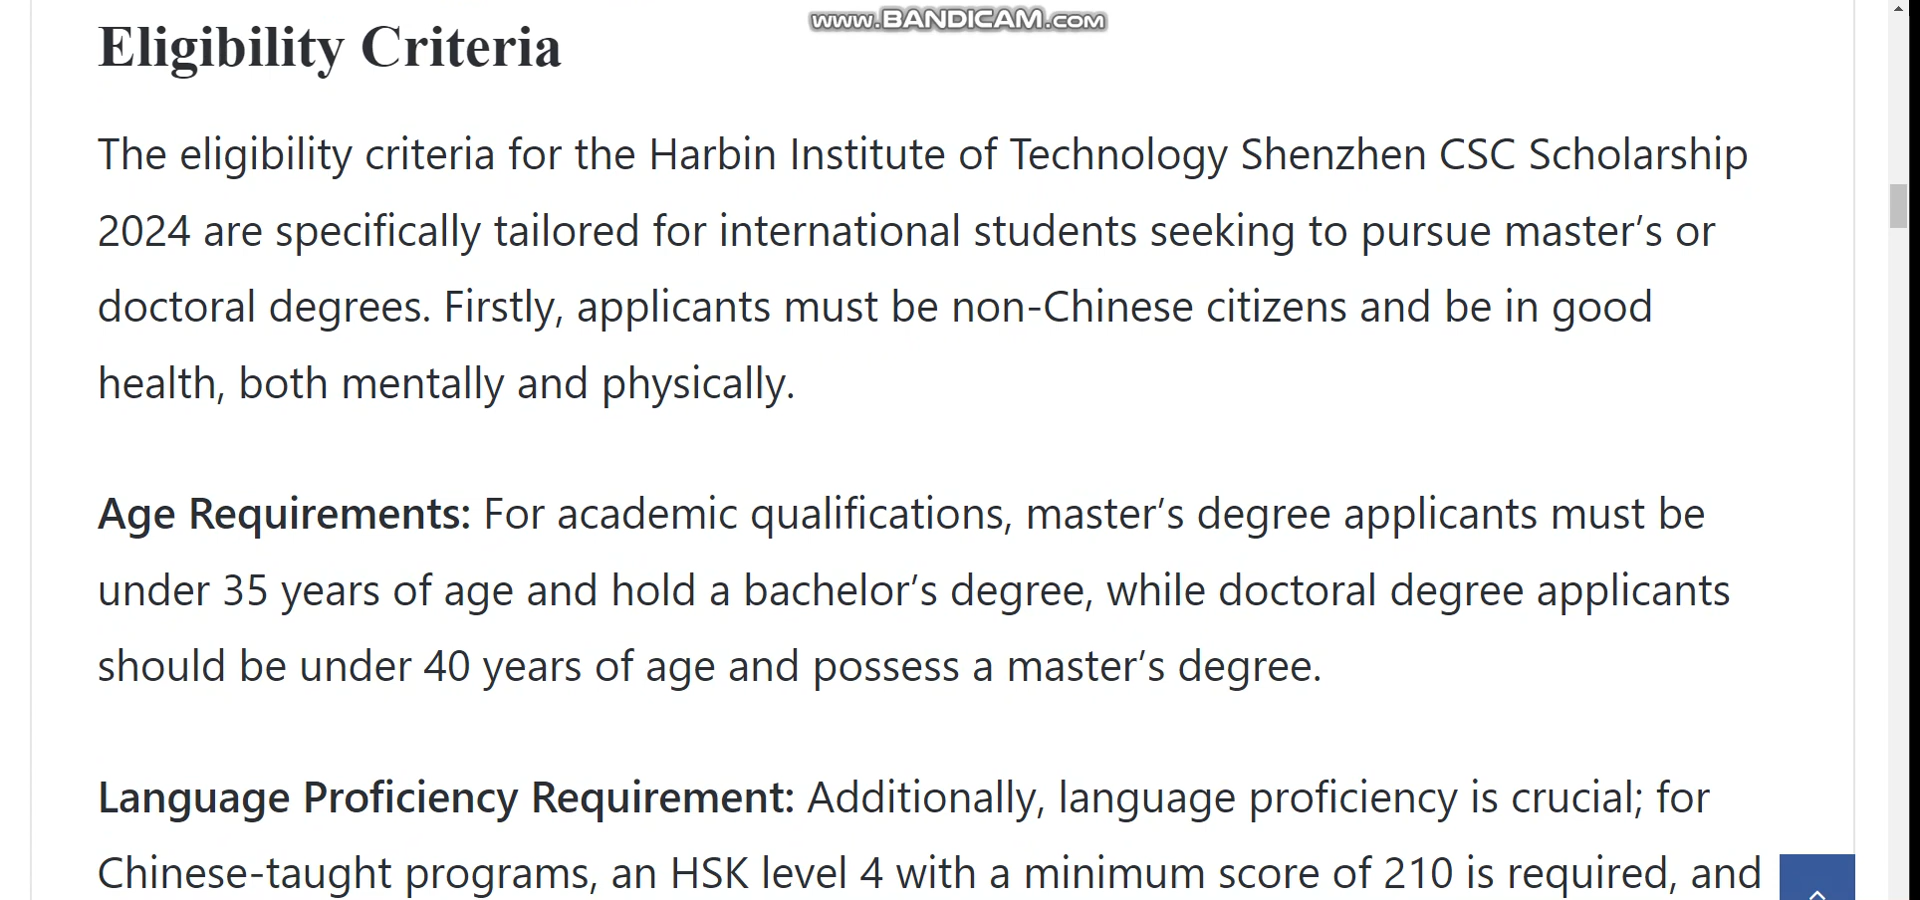 www.BANDICAM.com
Eligibility Criteria
The eligibility criteria for the Harbin Institute of Technology Shenzhen CSC Scholarship
2024 are specifically tailored for international students seeking to pursue master’s or
doctoral degrees. Firstly, applicants must be non-Chinese citizens and be in good
health, both mentally and physically.
Age Requirements: For academic qualifications, master’s degree applicants must be
under 35 years of age and hold a bachelor’s degree, while doctoral degree applicants
should be under 40 years of age and possess a master’s degree.
Language Proficiency Requirement: Additionally, language proficiency is crucial; for
Chinese-taught programs, an HSK level 4 with a minimum score of 210 is required, and